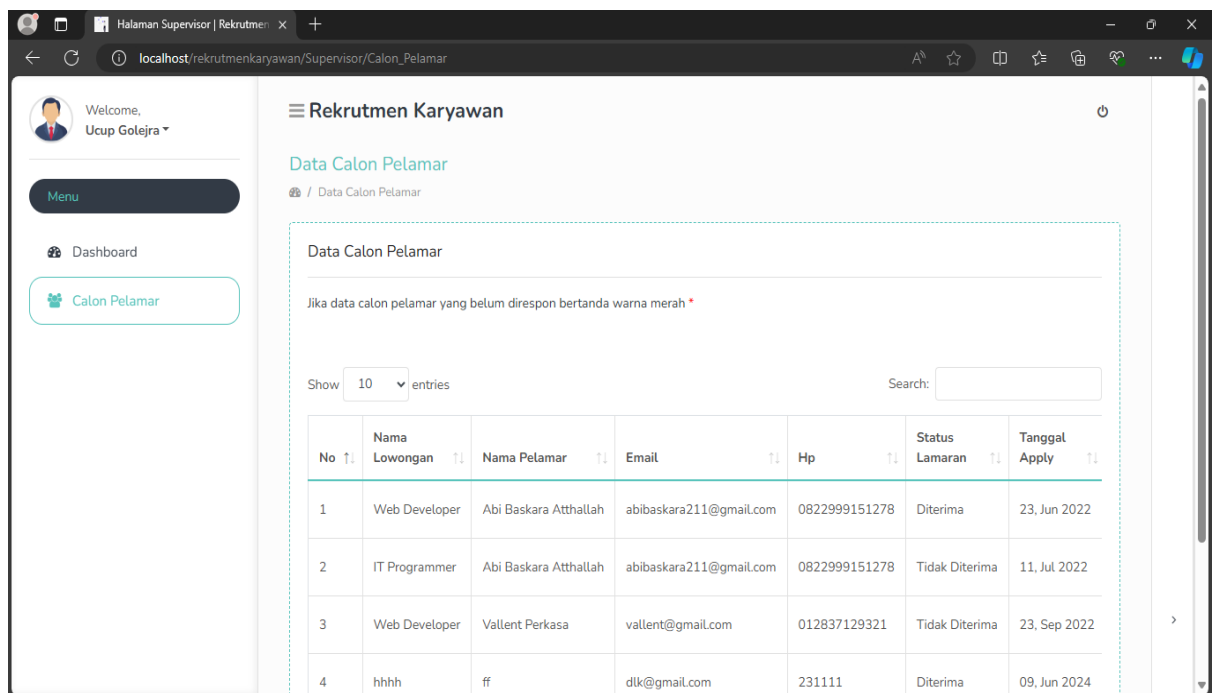 Halaman Supervisor | Rekrutmen
localhost/rekrutmenkaryawan/Supervisor/Calon_Pelamar
Welcome,
Ucup Golejra
Menu
Dashboard
Calon Pelamar
Rekrutmen Karyawan
Data Calon Pelamar
/ Data Calon Pelamar
Data Calon Pelamar
Jika data calon pelamar yang belum direspon bertanda warna merah *
Show 10 entries Search:
No Nama Lowongan Nama Pelamar Email Hp Status Lamaran Tanggal Apply
1 Web Developer Abi Baskara Atthallah abibaskara211@gmail.com 0822999151278 Diterima 23, Jun 2022
2 IT Programmer Abi Baskara Atthallah abibaskara211@gmail.com 0822999151278 Tidak Diterima 11, Jul 2022
3 Web Developer Vallent Perkasa vallent@gmail.com 012837129321 Tidak Diterima 23, Sep 2022
4 hhhh ff dlk@gmail.com 231111 Diterima 09, Jun 2024